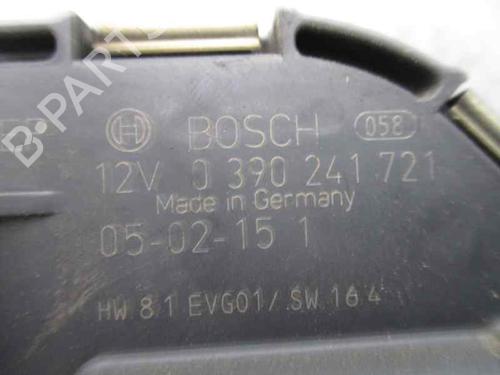 BOSCH 058
12V 0 390 241 721
Made in Germany
05-02-15 1
HW 8.1 EVG01/ SW 16.4
B-PARTS